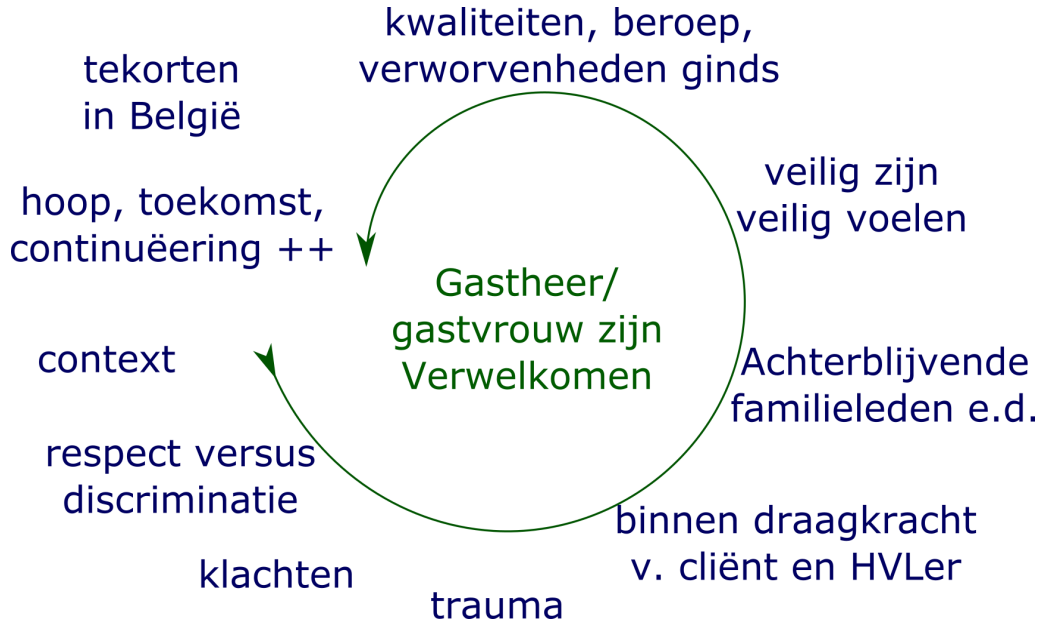 kwaliteiten, beroep,
verworvenheden ginds
tekorten
in België
veilig zijn
veilig voelen
hoop, toekomst,
continuëering ++
Gastheer/
gastvrouw zijn
Verwelkomen
context
Achterblijvende
familieleden e.d.
respect versus
discriminatie
binnen draagkracht
v. cliënt en HVLer
klachten
trauma